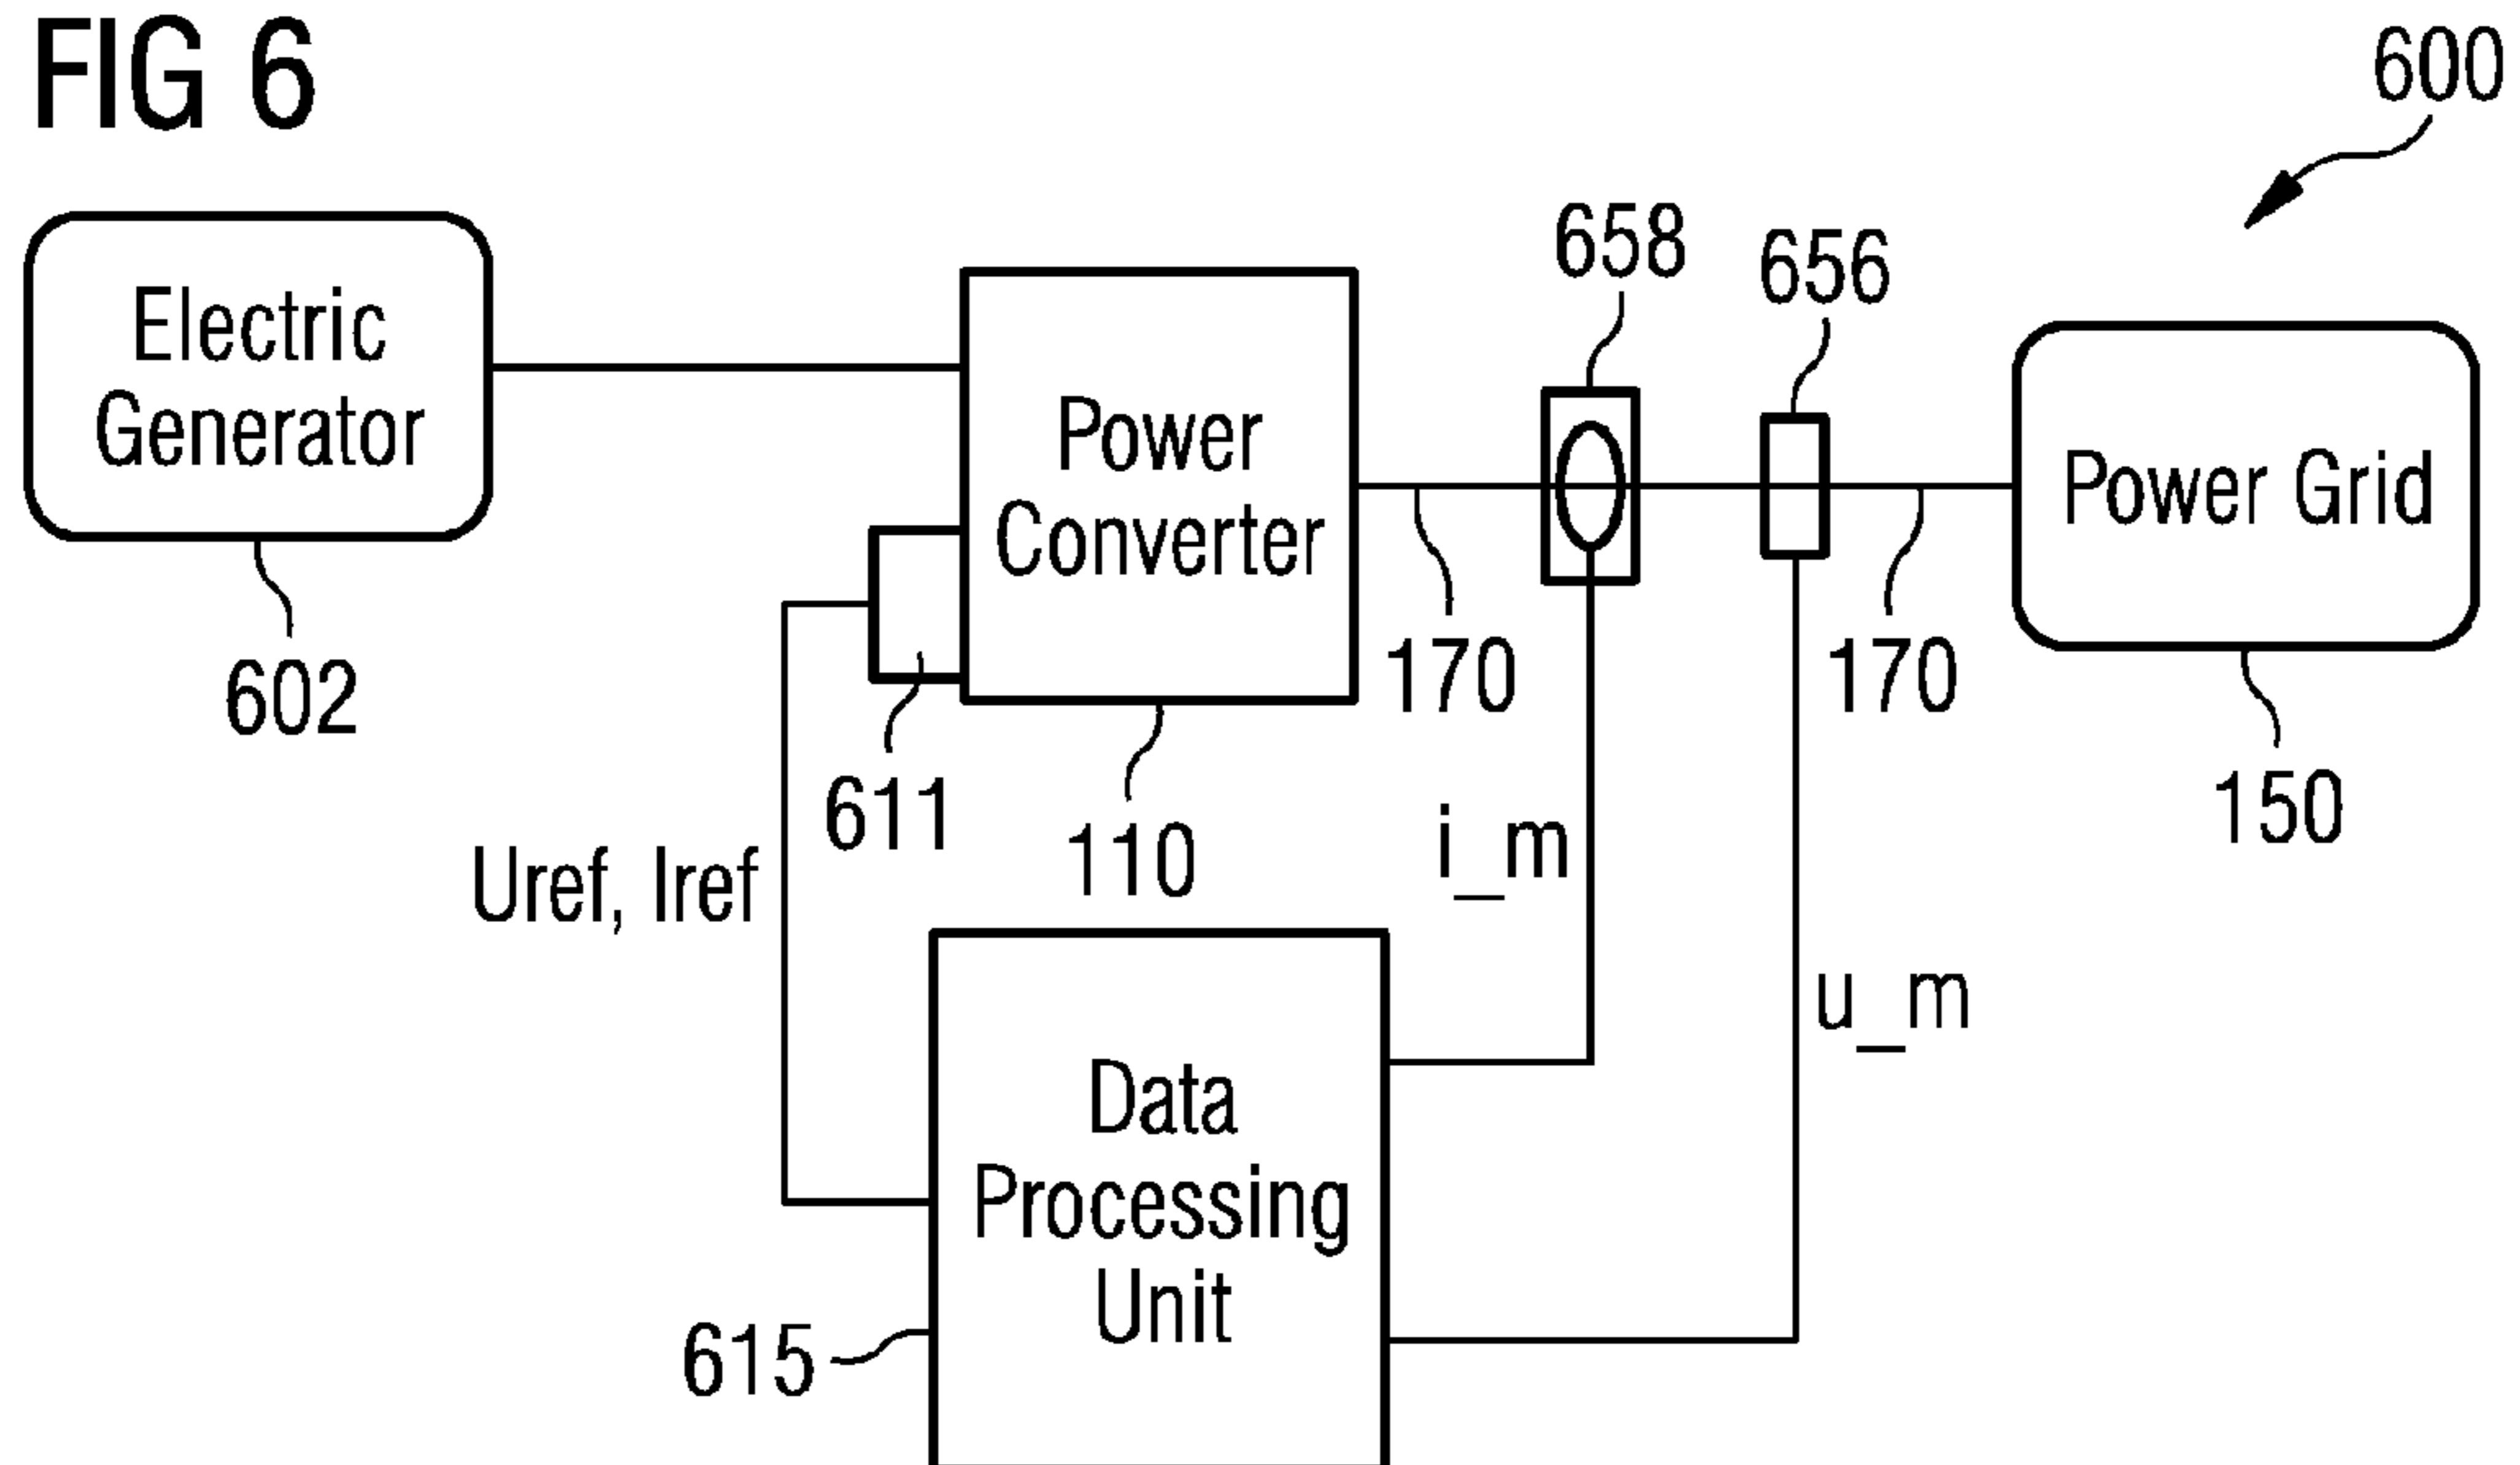 FIG 6
600
658
656
Electric
Generator
Power
Converter
Power Grid
602
170
170
611
110
150
i_m
Uref, Iref
u_m
Data
Processing
Unit
615